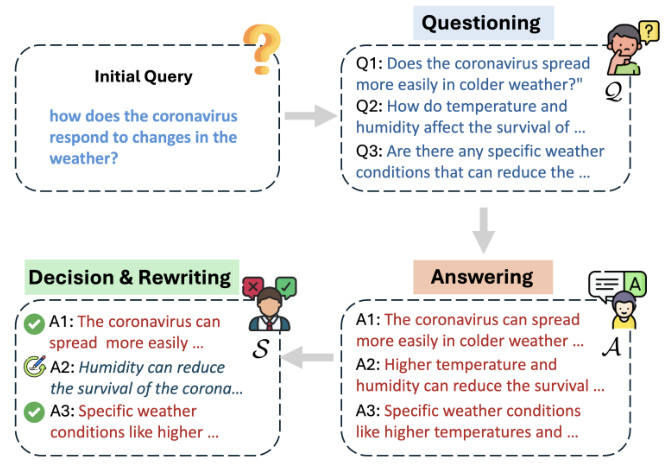 Initial Query
how does the coronavirus
respond to changes in the
weather?
Questioning
Q1: Does the coronavirus spread
more easily in colder weather?"
Q2: How do temperature and
humidity affect the survival of ...
Q3: Are there any specific weather
conditions that can reduce the ...
Q
Decision & Rewriting
A1: The coronavirus can
spread more easily ...
A2: Humidity can reduce
the survival of the corona...
A3: Specific weather
conditions like higher ...
S
Answering
A
A1: The coronavirus can spread
more easily in colder weather ...
A2: Higher temperature and
humidity can reduce the survival ...
A3: Specific weather conditions
like higher temperatures and ...
A